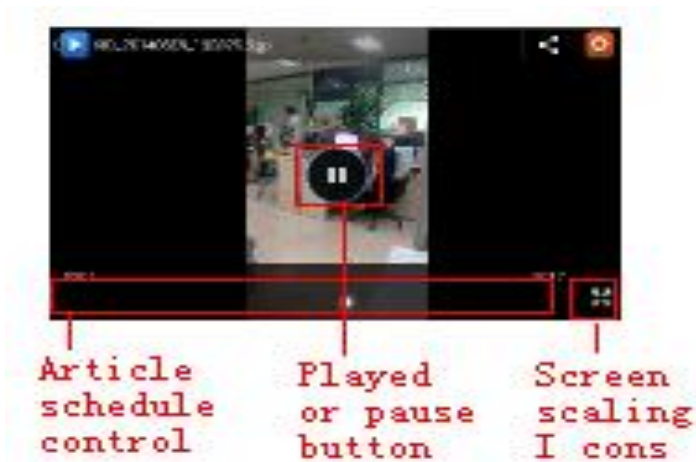 Article
schedule
control
Played
or pause
button
Screen
scaling
I cons